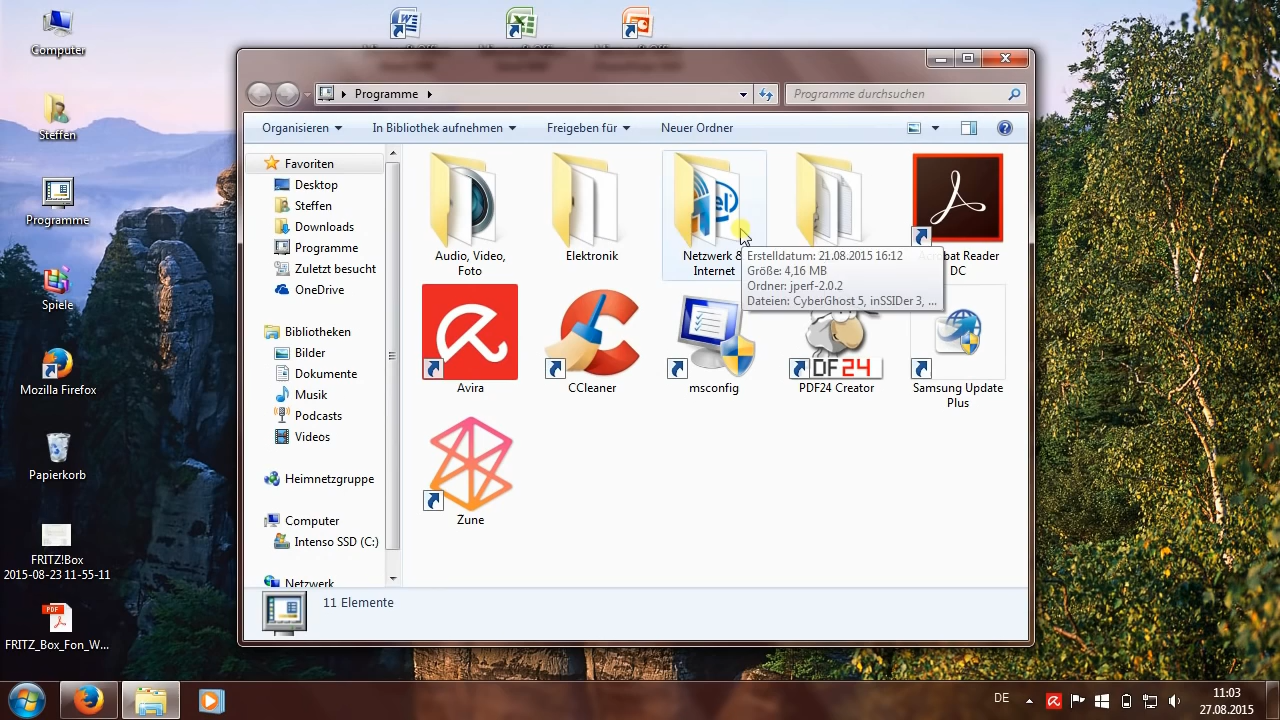 Computer
Steffen
Programme
Spiele
Mozilla Firefox
Papierkorb
FRITZ!Box
2015-08-23 11-55-11
PDF
FRITZ_Box_Fon_W...
Programme
Programme durchsuchen
Organisieren
In Bibliothek aufnehmen
Freigeben für
Neuer Ordner
Favoriten
Desktop
Steffen
Downloads
Programme
Zuletzt besucht
OneDrive
Bibliotheken
Bilder
Dokumente
Musik
Podcasts
Videos
Heimnetzgruppe
Computer
Intenso SSD (C:)
Netzwerk
Audio, Video,
Foto
Elektronik
Netzwerk &
Internet
Acrobat Reader
DC
Erstelldatum: 21.08.2015 16:12
Größe: 4,16 MB
Ordner: jperf-2.0.2
Dateien: CyberGhost 5, inSSIDer 3, ...
Avira
CCleaner
msconfig
DF24
PDF24 Creator
Samsung Update
Plus
Zune
11 Elemente
DE
11:03
27.08.2015